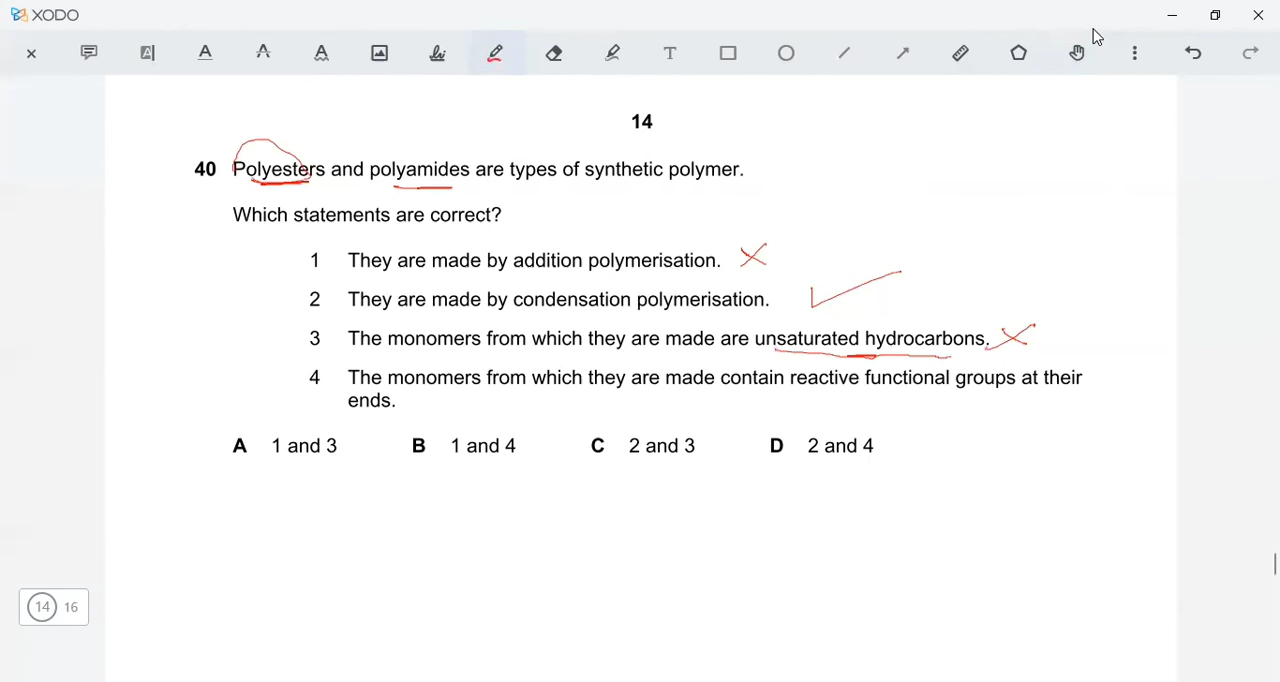 XODO
14
40 Polyesters and polyamides are types of synthetic polymer.
Which statements are correct?
1 They are made by addition polymerisation.
2 They are made by condensation polymerisation.
3 The monomers from which they are made are unsaturated hydrocarbons.
4 The monomers from which they are made contain reactive functional groups at their
ends.
A 1 and 3 B 1 and 4 C 2 and 3 D 2 and 4
14 16